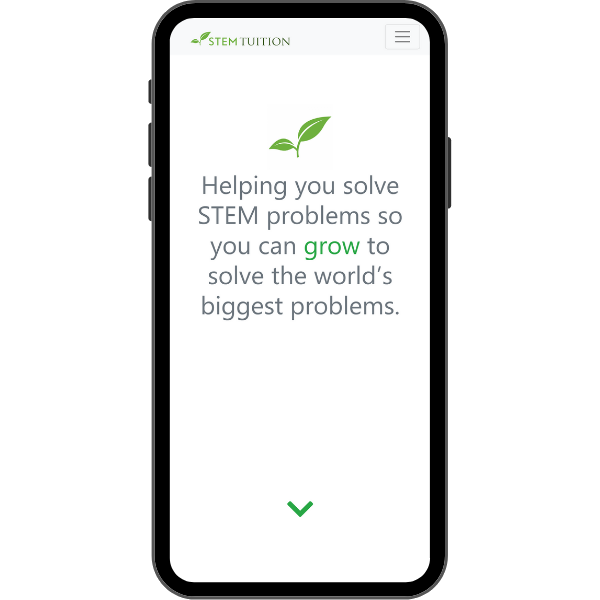 STEM TUITION
Helping you solve
STEM problems so
you can grow to
solve the world's
biggest problems.